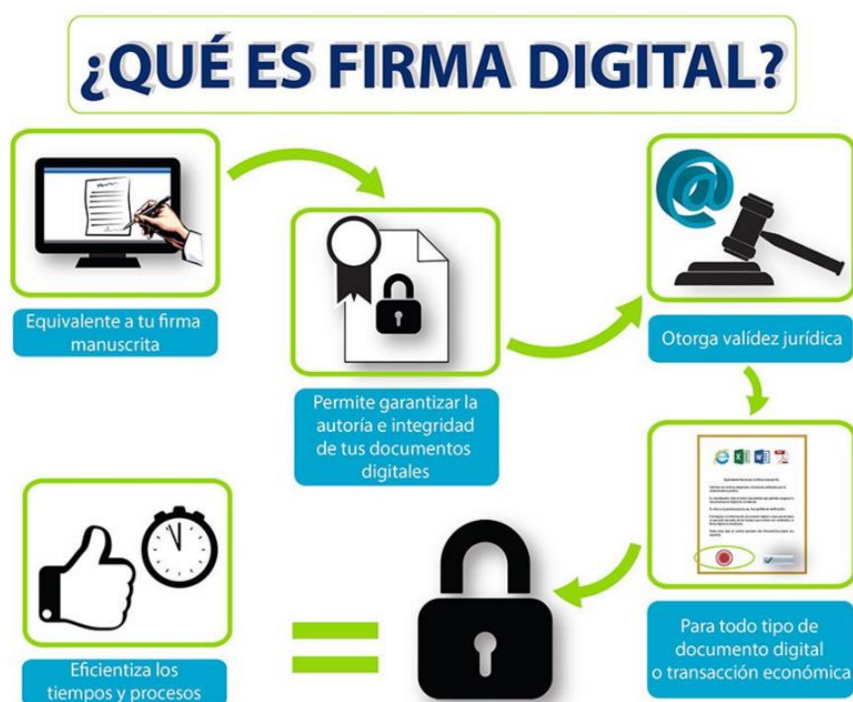 ¿QUÉ ES FIRMA DIGITAL?
Equivalente a tu firma
manuscrita
Permite garantizar la
autoría e integridad
de tus documentos
digitales
Otorga valídez jurídica
Para todo tipo de
documento digital
o transacción económica
Eficientiza los
tiempos y procesos